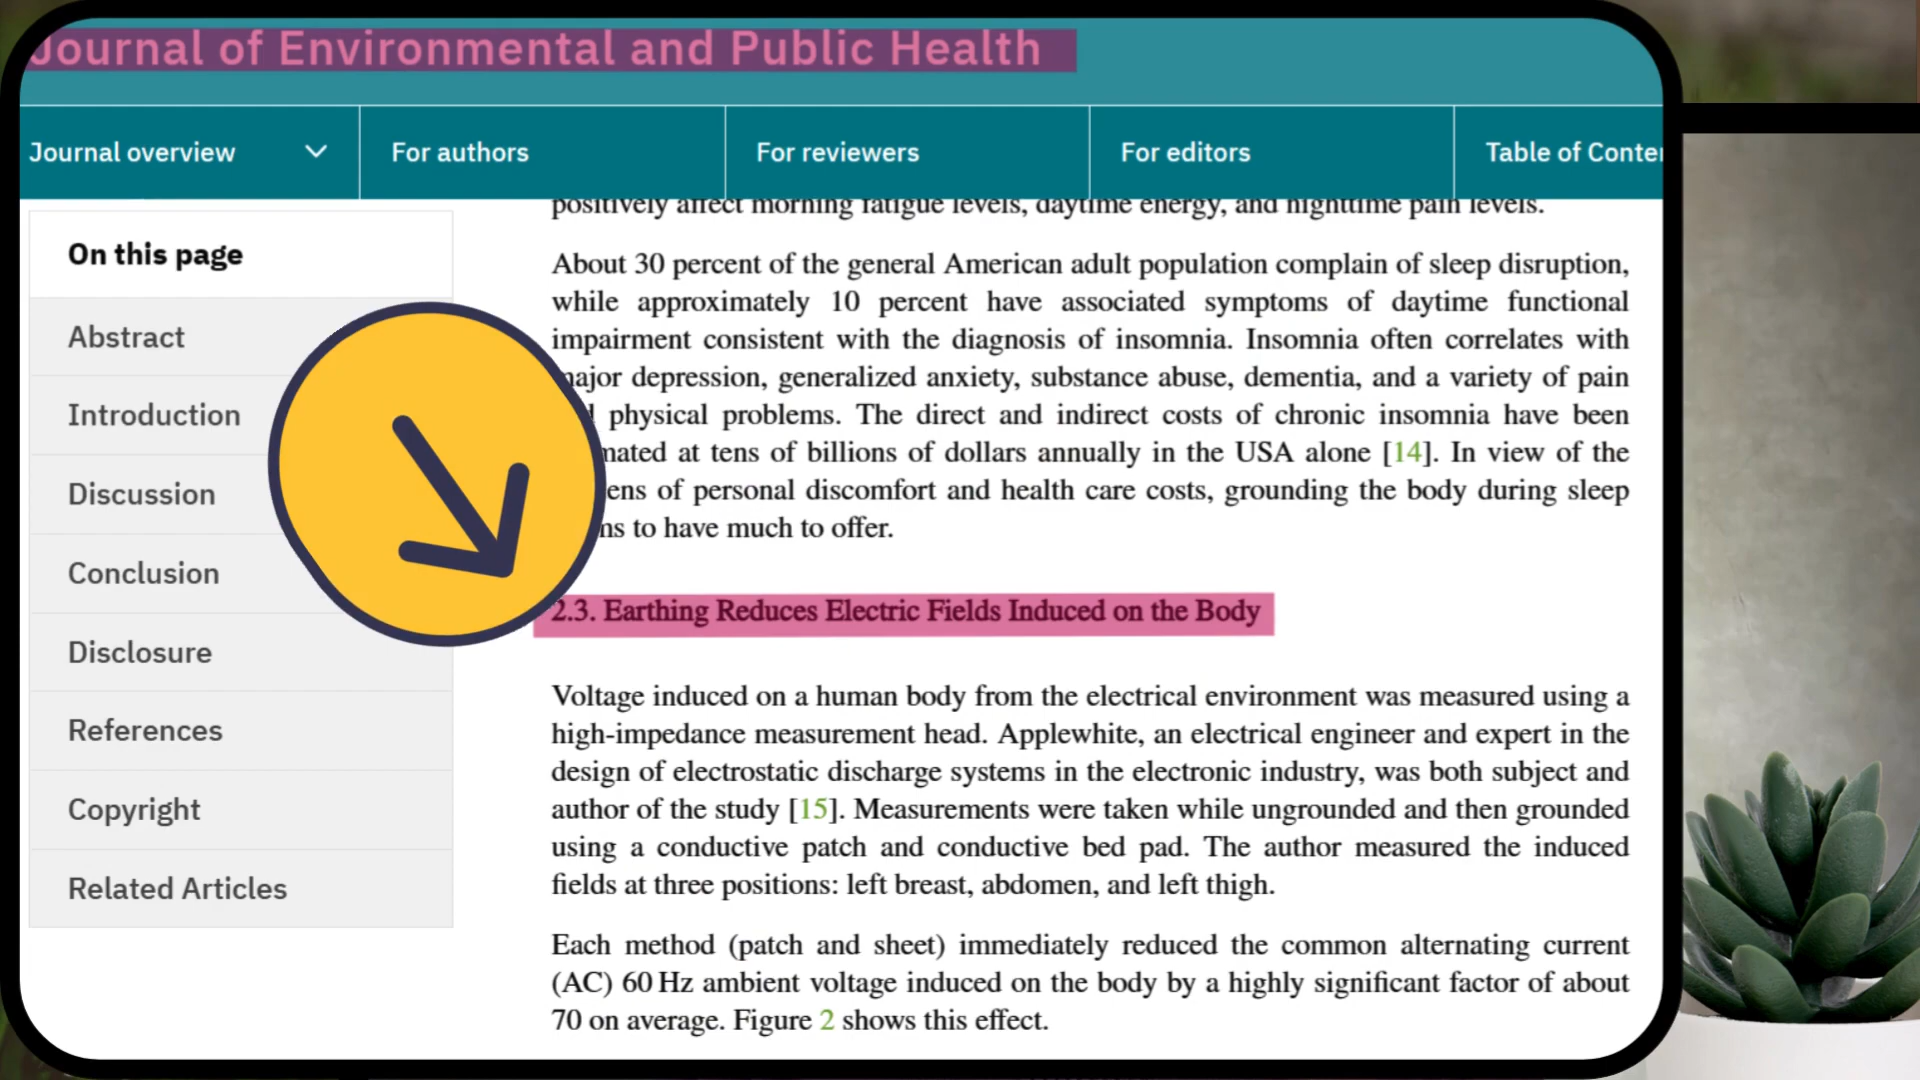 Journal of Environmental and Public Health
Journal overview
For authors
For reviewers
For editors
Table of
On this page
Abstract
Introduction
Discussion
Conclusion
Disclosure
References
Copyright
Related Articles
positively affect morning fatigue levels, daytime energy, and nighttime pain levels.
About 30 percent of the general American adult population complain of sleep disruption,
while approximately 10 percent have associated symptoms of daytime functional
impairment consistent with the diagnosis of insomnia. Insomnia often correlates with
major depression, generalized anxiety, substance abuse, dementia, and a variety of pain
physical problems. The direct and indirect costs of chronic insomnia have been
at tens of billions of dollars annually in the USA alone [14]. In view of the
of personal discomfort and health care costs, grounding the body during sleep
to have much to offer.
2.3. Earthing Reduces Electric Fields Induced on the Body
Voltage induced on a human body from the electrical environment was measured using a
high-impedance measurement head. Applewhite, an electrical engineer and expert in the
design of electrostatic discharge systems in the electronic industry, was both subject and
author of the study [15]. Measurements were taken while ungrounded and then grounded
using a conductive patch and conductive bed pad. The author measured the induced
fields at three positions: left breast, abdomen, and left thigh.
Each method (patch and sheet) immediately reduced the common alternating current
(AC) 60 Hz ambient voltage induced on the body by a highly significant factor of about
70 on average. Figure 2 shows this effect.